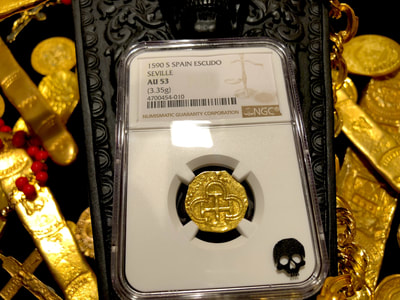 1590 S SPAIN ESCUDO
SEVILLE
AU 53
(3.35g)
4700454-010
NGC
NUMISMATIC GUARANTY CORPORATION